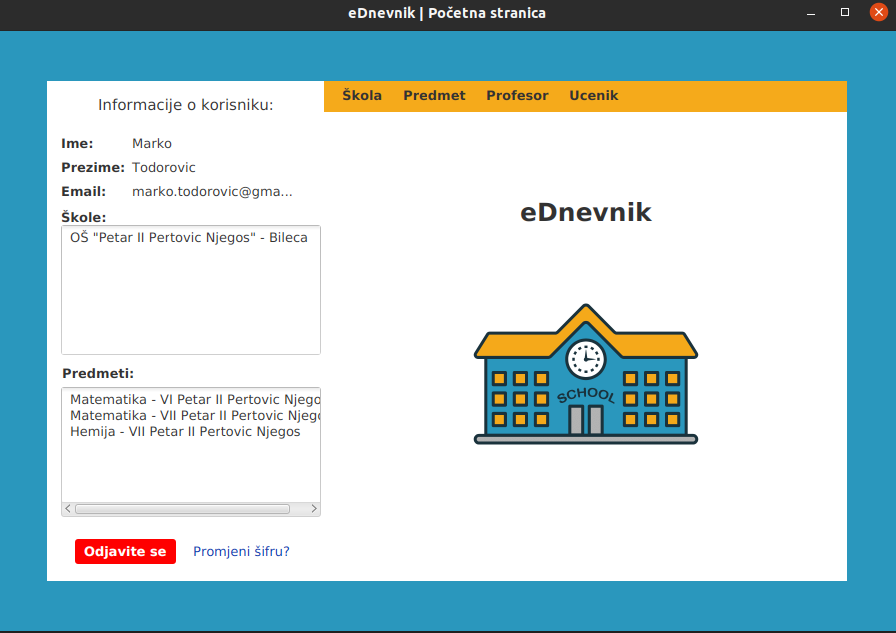 eDnevnik | Početna stranica
Informacije o korisniku:
Ime: Marko
Prezime: Todorovic
Email: marko.todorovic@gma...
Škole:
OŠ "Petar II Pertovic Njegos" - Bileca
Predmeti:
Matematika - VI Petar II Pertovic Njego
Matematika - VII Petar II Pertovic Njego
Hemija - VII Petar II Pertovic Njegos
Odjavite se Promjeni šifru?
Škola Predmet Profesor Ucenik
eDnevnik
SCHOOL